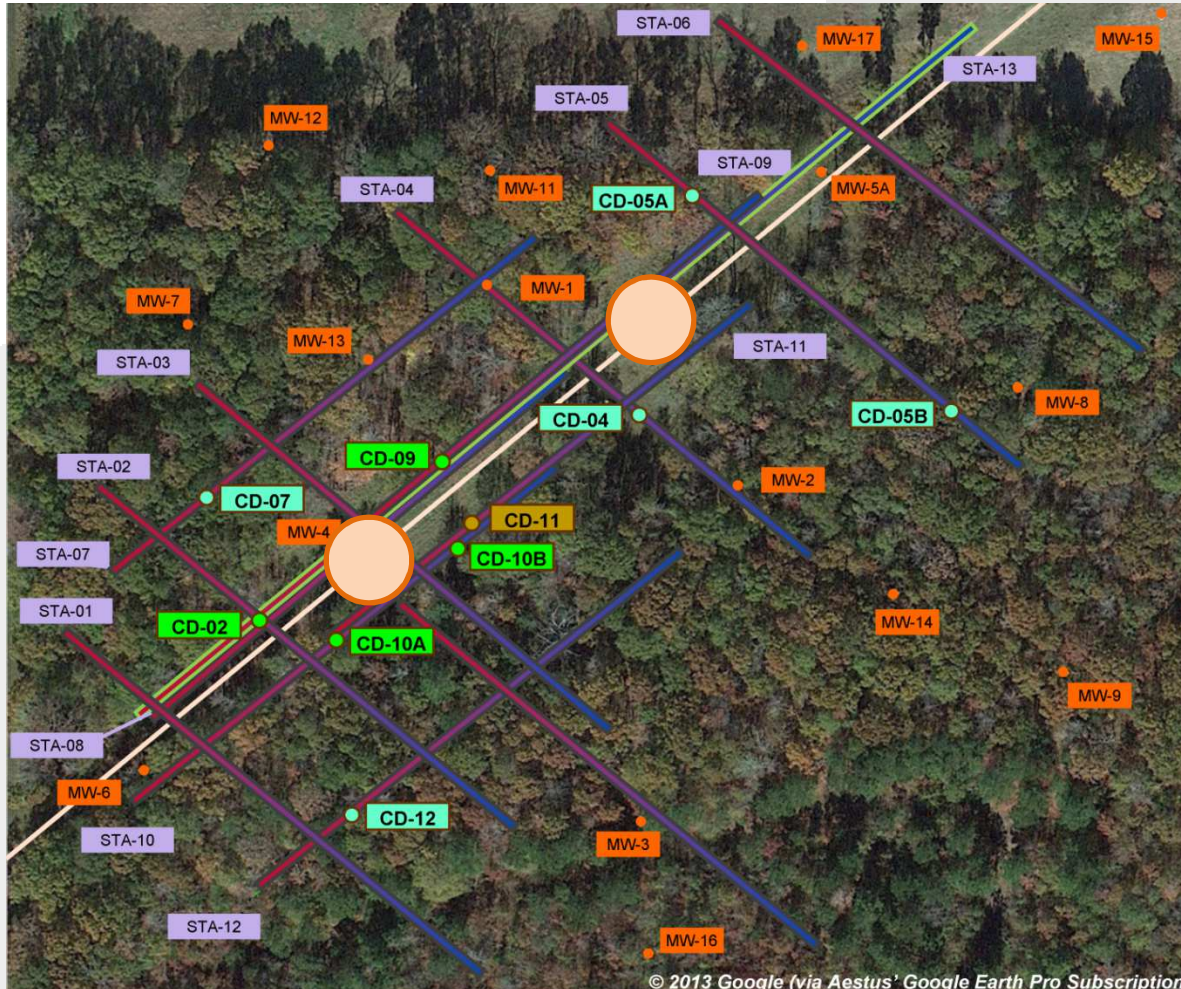 STA-06
MW-17
MW-15
STA-13
STA-05
MW-12
STA-09
STA-04
MW-11
MW-5A
CD-05A
MW-7
MW-1
MW-13
STA-03
STA-11
CD-04
CD-05B
MW-8
CD-09
STA-02
CD-07
MW-2
CD-11
MW-4
STA-07
CD-10B
STA-01
CD-02
CD-10A
MW-14
MW-9
STA-08
MW-6
CD-12
STA-10
MW-3
STA-12
MW-16
© 2013 Google (via Aestus' Google Earth Pro Subscription